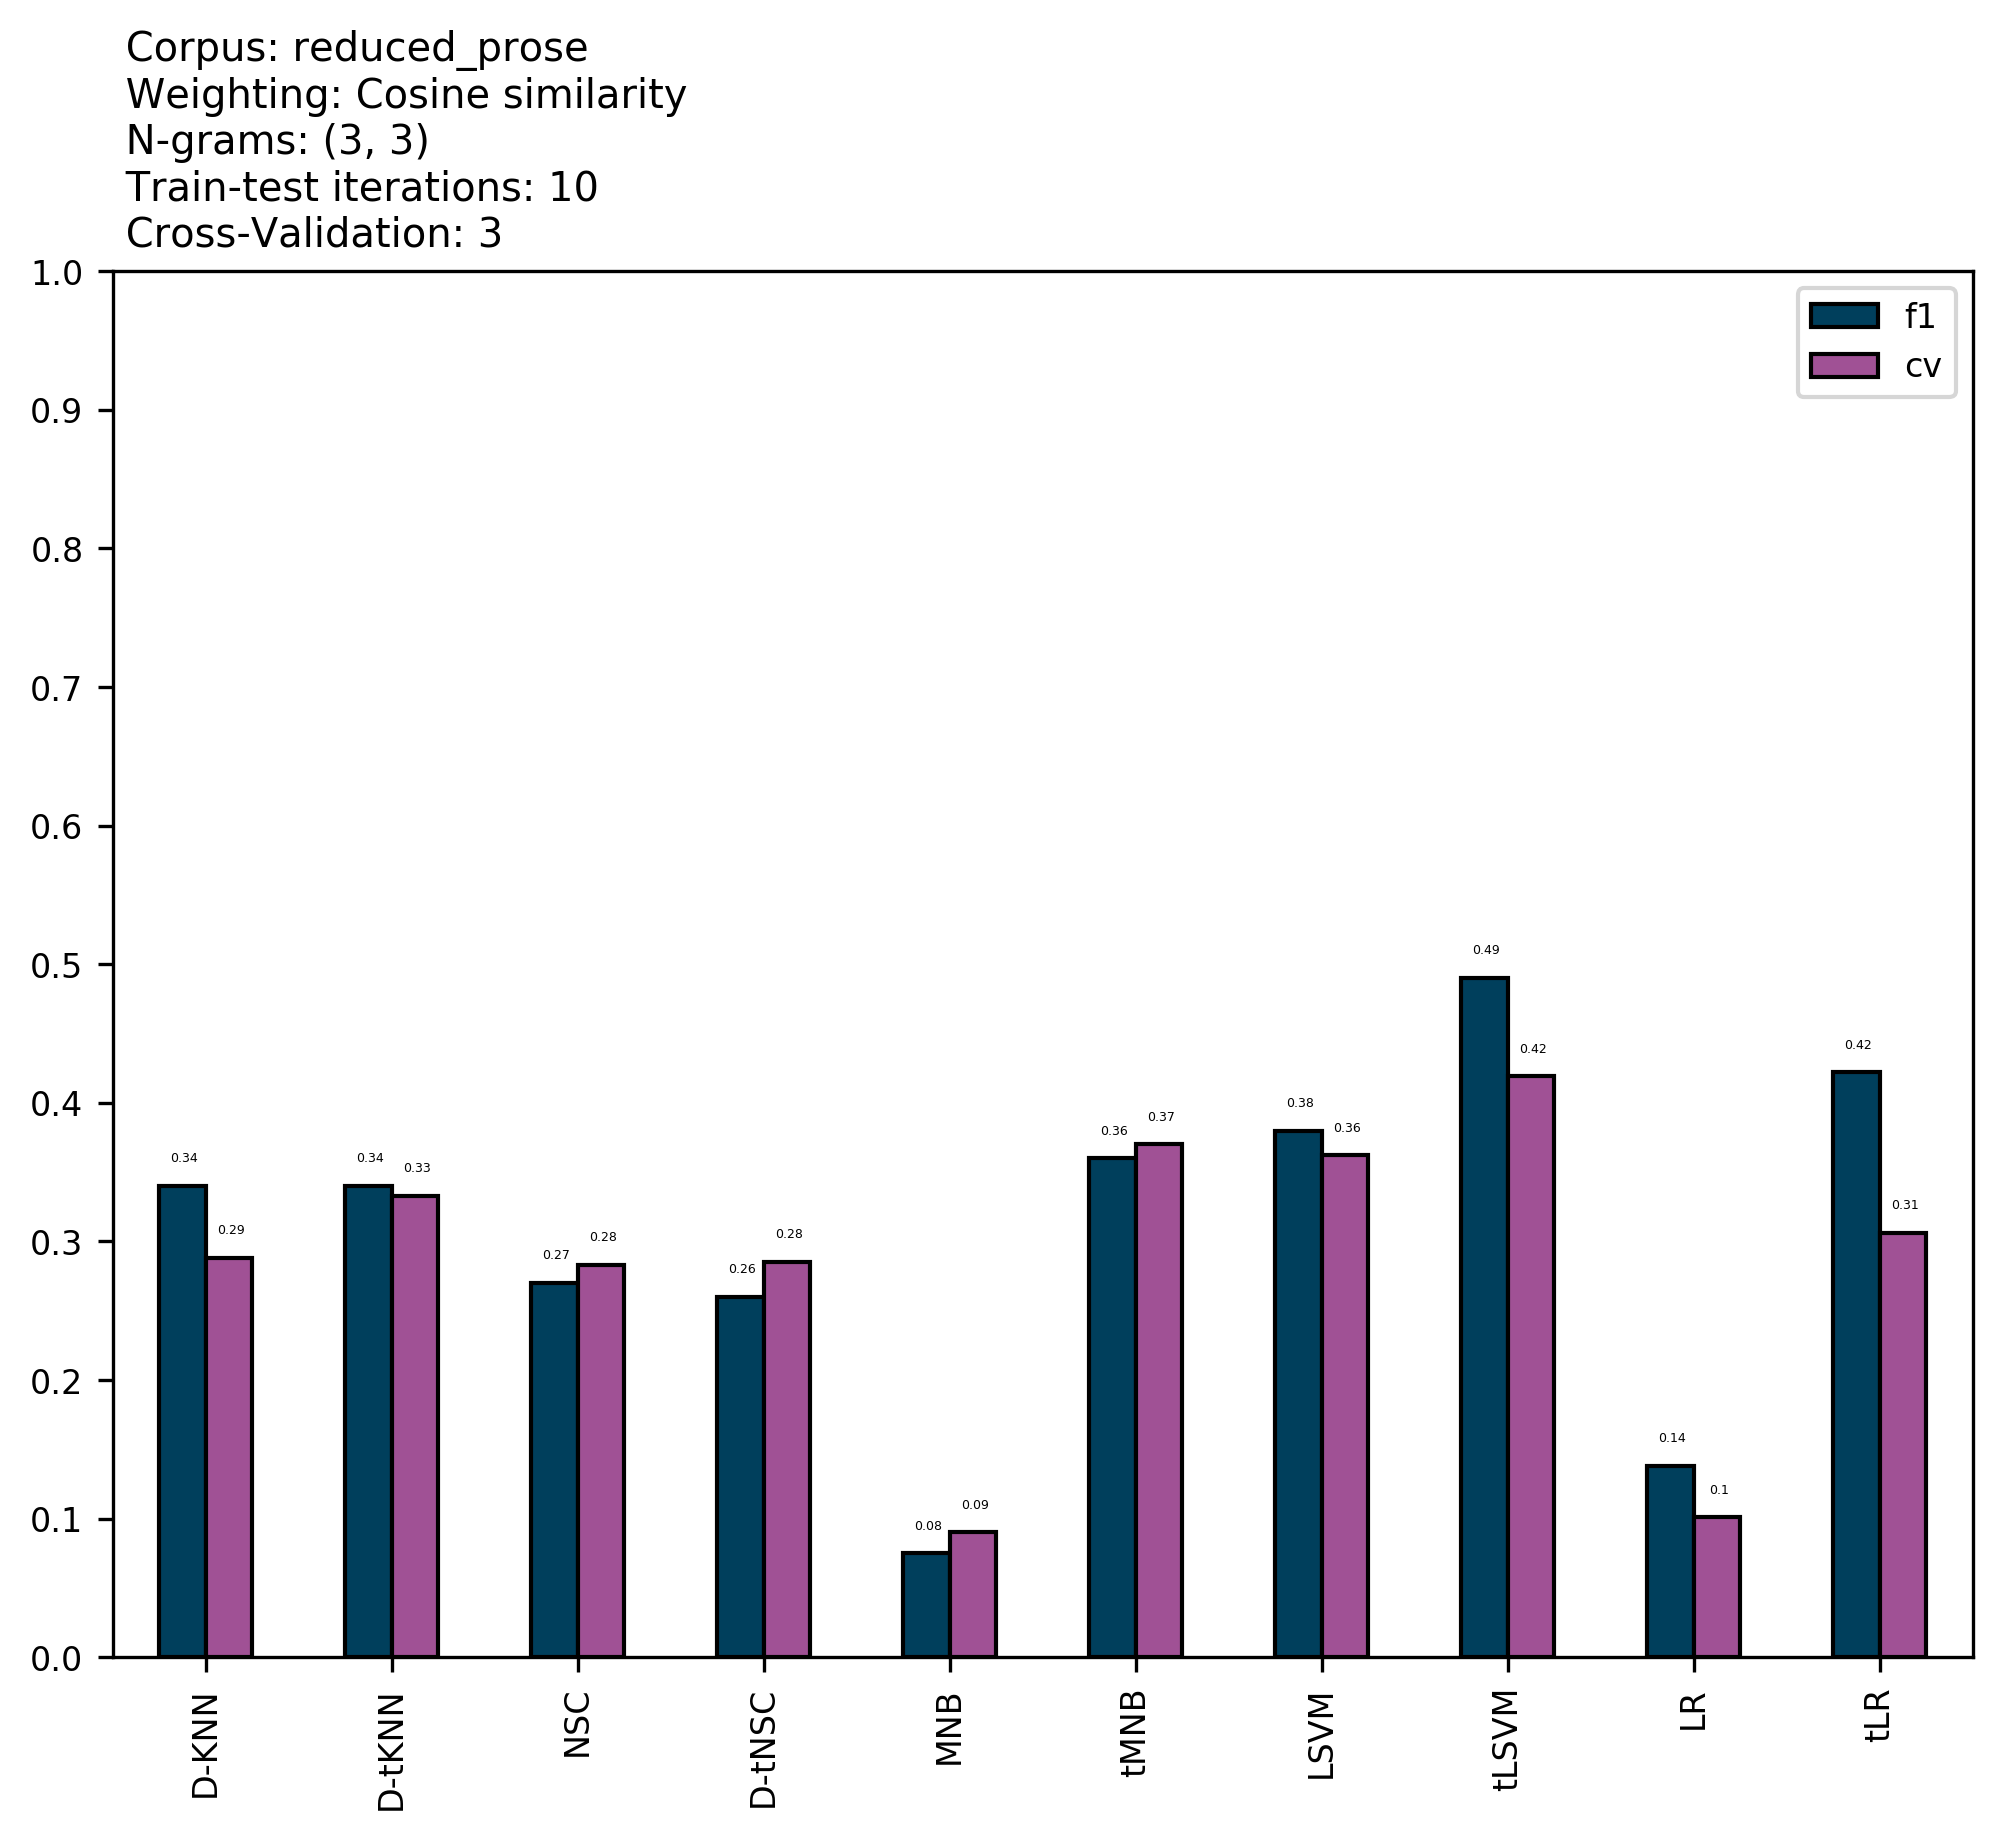 Corpus: reduced_prose
Weighting: Cosine similarity
N-grams: (3, 3)
Train-test iterations: 10
Cross-Validation: 3
1.0
0.9
0.8
0.7
0.6
0.5
0.4
0.3
0.2
0.1
0.0
f1
cv
0.34
0.29
0.34
0.33
0.27
0.28
0.26
0.28
0.08
0.09
0.36
0.37
0.38
0.36
0.49
0.42
0.14
0.1
0.42
0.31
D-KNN
D-tKNN
NSC
D-tNSC
MNB
tMNB
LSVM
tLSVM
LR
tLR